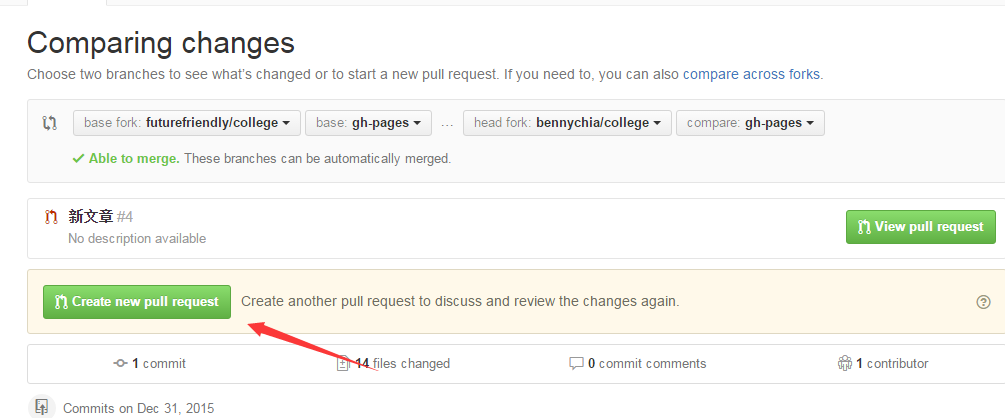 Comparing changes
Choose two branches to see what's changed or to start a new pull request. If you need to, you can also compare across forks.
base fork: futurefriendly/college base: gh-pages ... head fork: bennychia/college compare: gh-pages
Able to merge. These branches can be automatically merged.
新文章 #4
No description available
View pull request
Create new pull request Create another pull request to discuss and review the changes again.
1 commit 14 files changed 0 commit comments 1 contributor
Commits on Dec 31, 2015